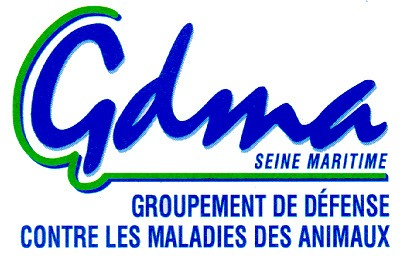 Gdma
SEINE MARITIME
GROUPEMENT DE DÉFENSE
CONTRE LES MALADIES DES ANIMAUX